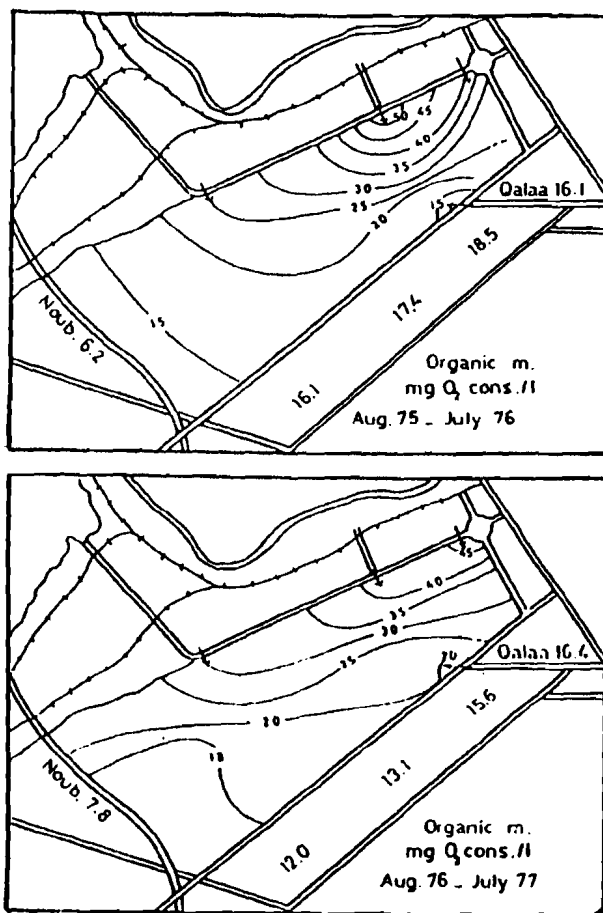 50
45
40
35
30
25
20
15
Qalaa 16.1
18.5
17.4
16.1
15
Noub. 6.2
Organic m.
mg O₂ cons./l
Aug. 75 _ July 76
40
35
30
25
20
20
Qalaa 16.4
15.6
13.1
12.0
Noub. 7.8
Organic m.
mg O₂ cons./l
Aug. 76 _ July 77